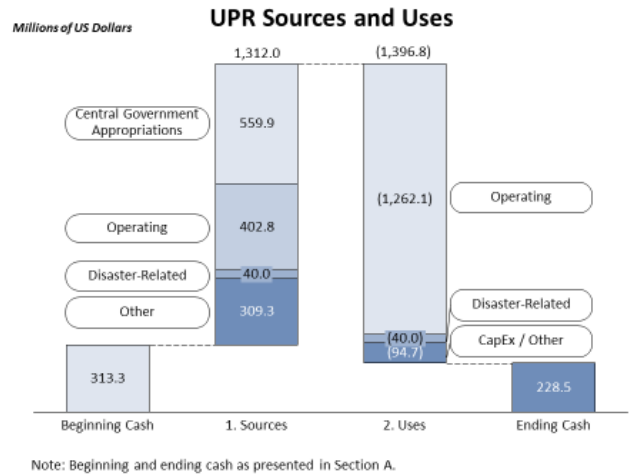 UPR Sources and Uses
Millions of US Dollars
1,312.0
(1,396.8)
Central Government
Appropriations
559.9
Operating
402.8
Disaster-Related
40.0
Other
309.3
313.3
(1,262.1)
Operating
(40.0)
Disaster-Related
(94.7)
CapEx / Other
228.5
Beginning Cash
1. Sources
2. Uses
Ending Cash
Note: Beginning and ending cash as presented in Section A.